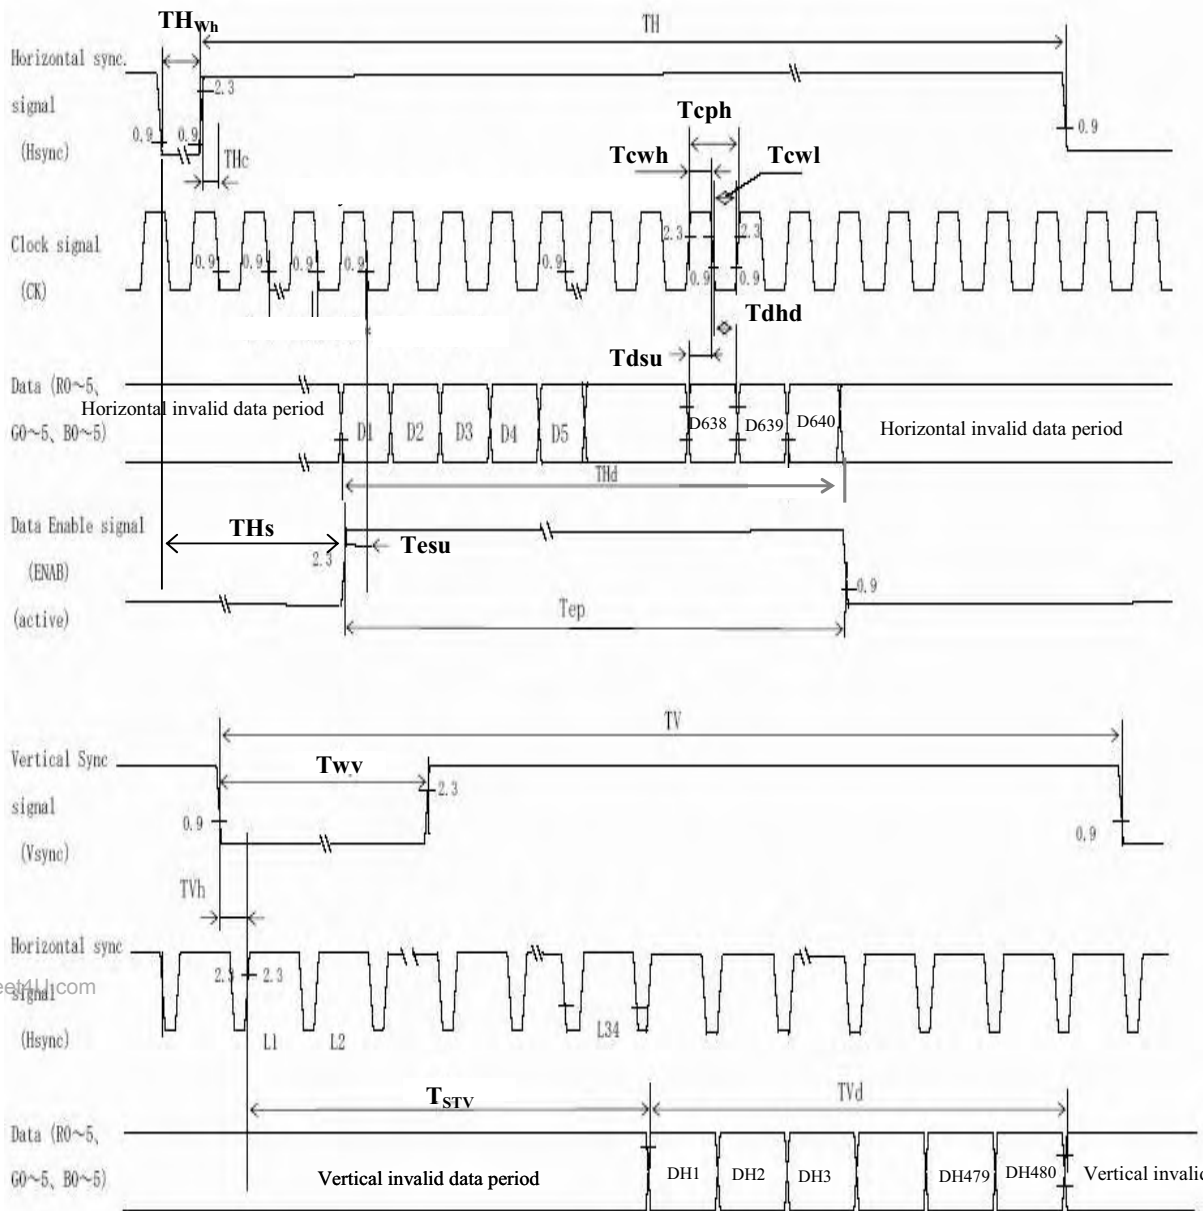 TH_Wh
TH
Horizontal sync.
signal
(Hsync)
2.3
0.9
0.9
THc
0.9
Tcph
Tcwh
Tcwl
Clock signal
(CK)
0.9
0.9
0.9
0.9
0.9
2.3
2.3
0.9
0.9
Tdhd
Tdsu
Data (R0～5、
G0～5、B0～5)
Horizontal invalid data period
D1
D2
D3
D4
D5
D638
D639
D640
Horizontal invalid data period
THd
Data Enable signal
(ENAB)
(active)
THs
2.3
Tesu
0.9
Tep
TV
Vertical Sync
signal
(Vsync)
Twv
2.3
0.9
0.9
TVh
Horizontal sync
signal
(Hsync)
eet4U.com
2.3
2.3
L1
L2
L34
T_STV
TVd
Data (R0～5、
G0～5、B0～5)
Vertical invalid data period
DH1
DH2
DH3
DH479
DH480
Vertical invalid